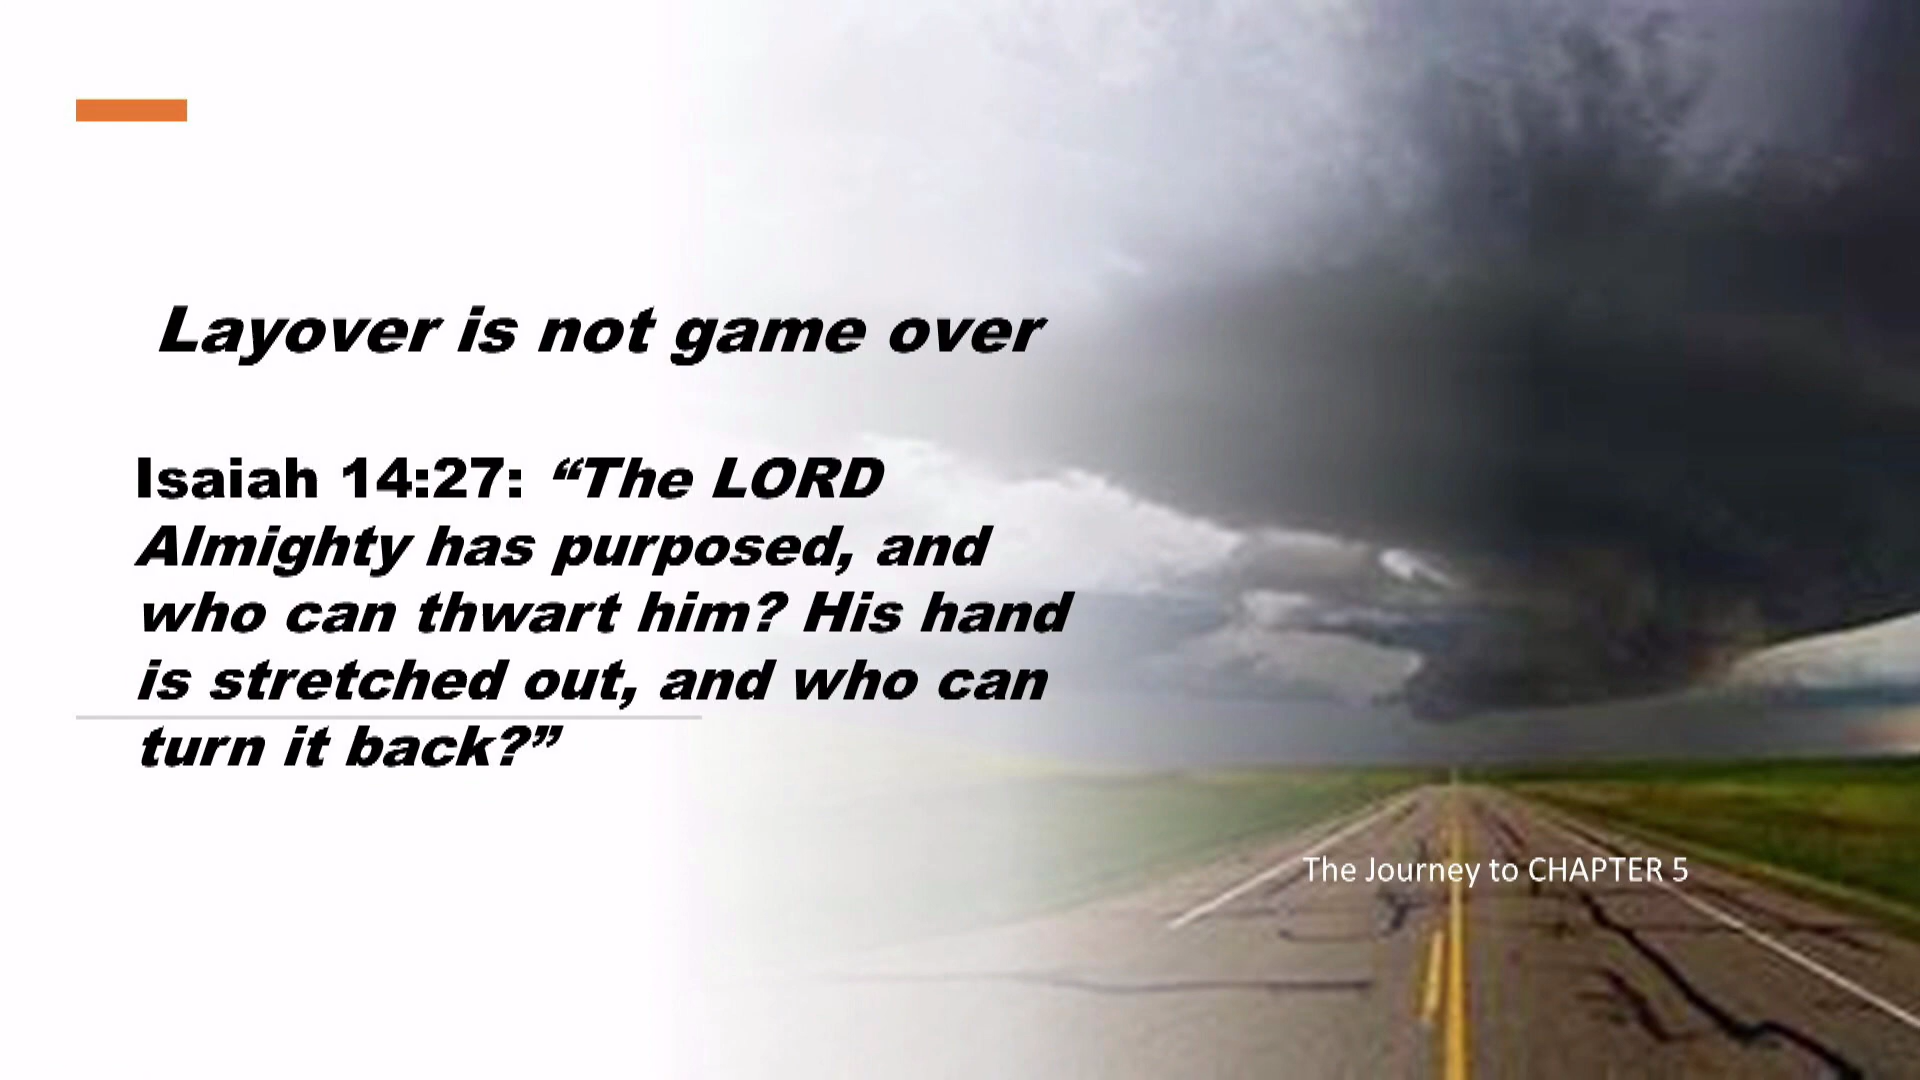 Layover is not game over
Isaiah 14:27: “The LORD
Almighty has purposed, and
who can thwart him? His hand
is stretched out, and who can
turn it back?”
The Journey to CHAPTER 5